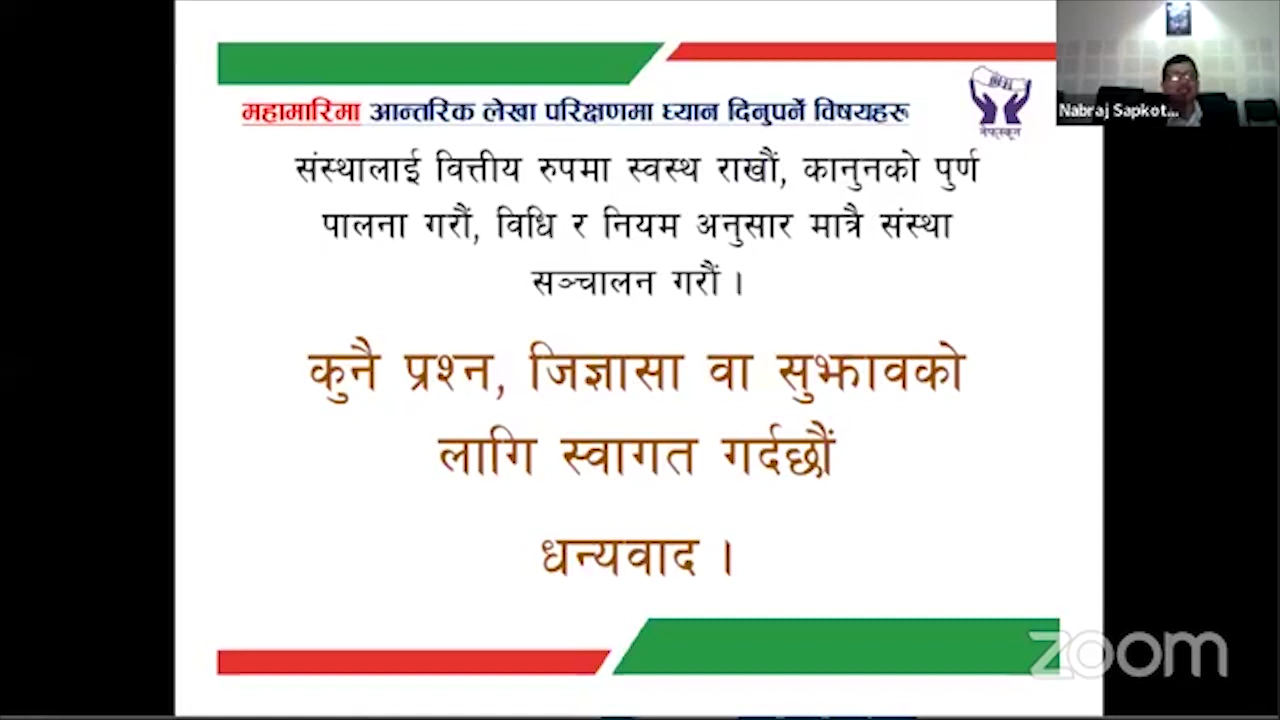 महामारिमा आन्तरिक लेखा परिक्षणमा ध्यान दिनुपर्ने विषयहरू
नेफ्स्कून
Nabraj Sapkot...
संस्थालाई वित्तीय रुपमा स्वस्थ राखौं, कानुनको पुर्ण
पालना गरौं, विधि र नियम अनुसार मात्रै संस्था
सञ्चालन गरौं ।
कुनै प्रश्न, जिज्ञासा वा सुझावको
लागि स्वागत गर्दछौं
धन्यवाद ।
zoom